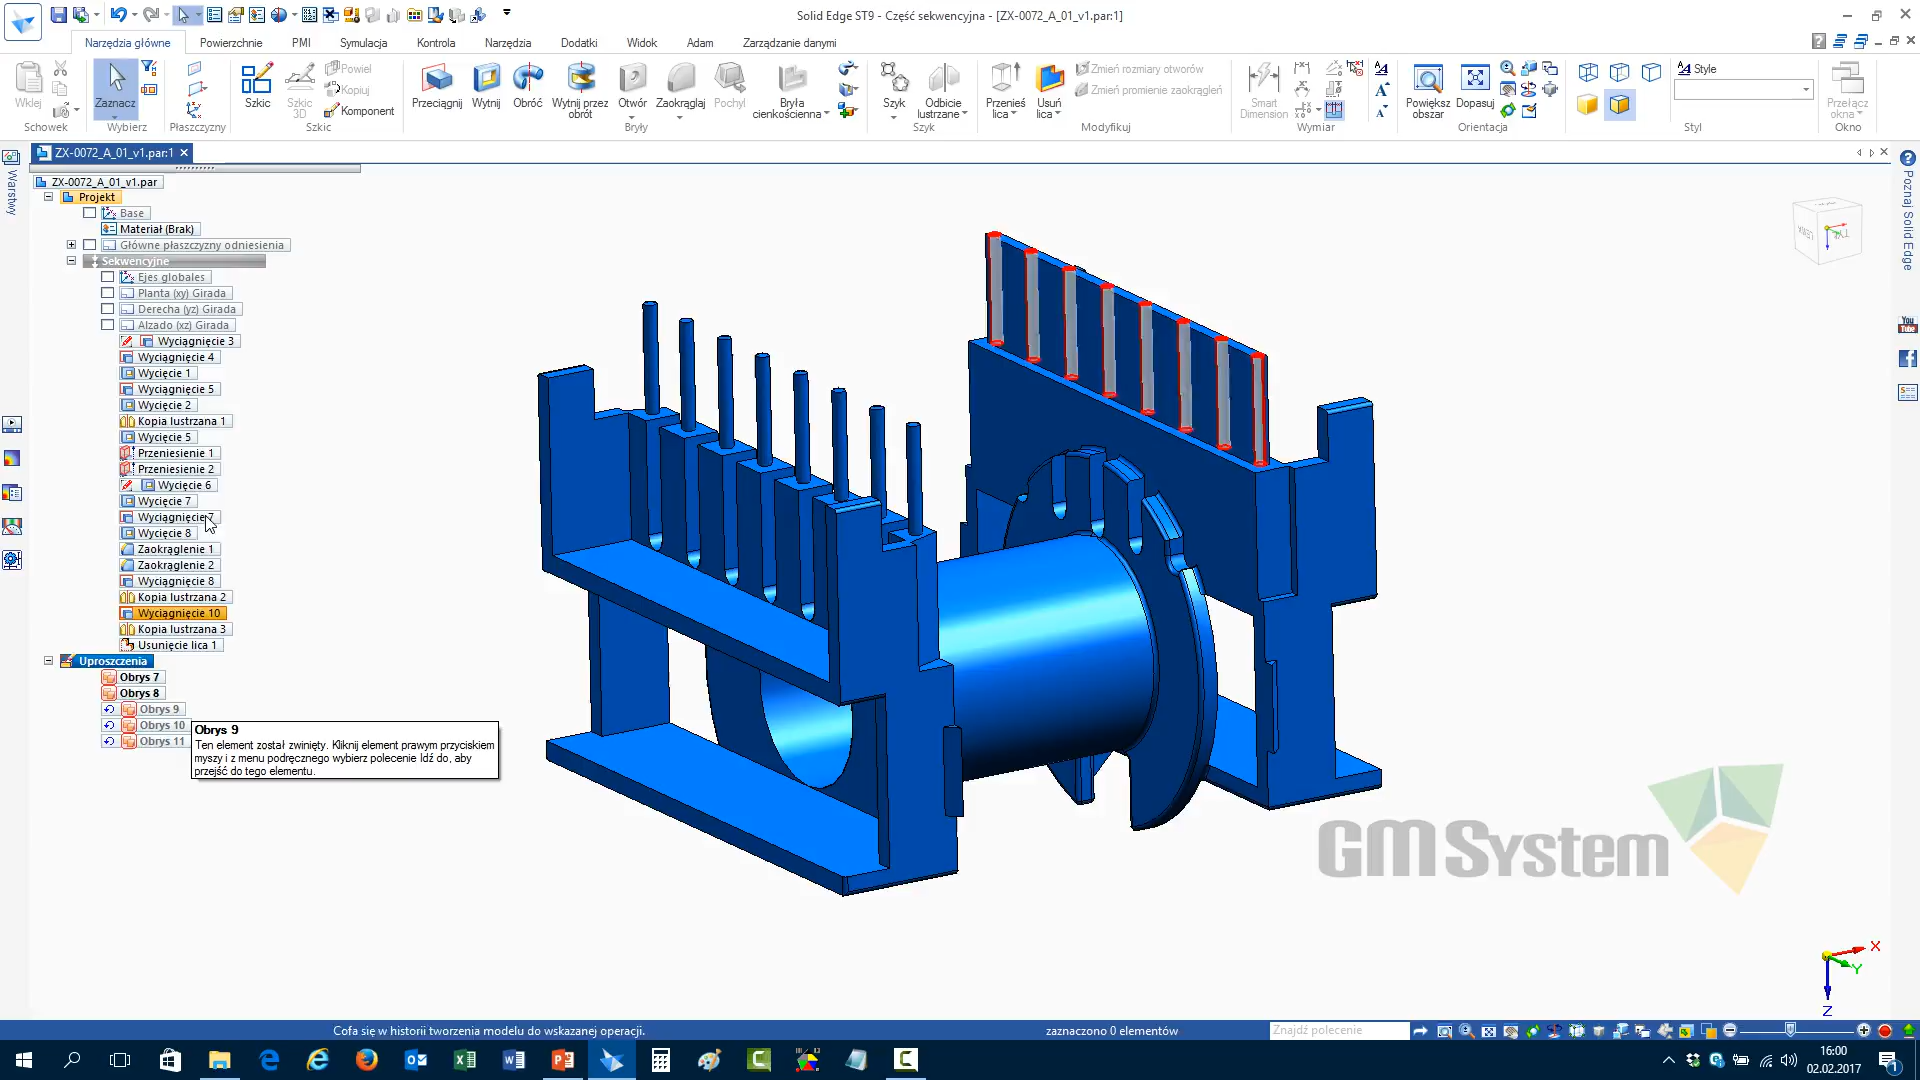 Solid Edge ST9 - Część sekwencyjna - [ZX-0072_A_01_v1.par:1]
Narzędzia główne
Powierzchnie
PMI
Symulacja
Kontrola
Narzędzia
Dodatki
Widok
Adam
Zarządzanie danymi
Wklej
Schowek
Zaznacz
Wybierz
Płaszczyzny
Szkic
Szkic 3D
Powiel
Kopiuj
Komponent
Szkic
Przeciągnij
Wytnij
Obróć
Wytnij przez obrót
Otwór
Zaokrąglaj
Pochyl
Bryła cienkościenna
Bryły
Szyk
Odbicie lustrzane
Szyk
Przenieś lica
Usuń lica
Zmień rozmiary otworów
Zmień promienie zaokrągleń
Modyfikuj
Smart Dimension
Wymiar
Powiększ obszar
Dopasuj
Orientacja
Style
Styl
Przełącz okna
Okno
ZX-0072_A_01_v1.par:1
Warstwy
Poznaj Solid Edge
ZX-0072_A_01_v1.par
Projekt
Base
Materiał (Brak)
Główne płaszczyzny odniesienia
Sekwencyjne
Ejes globales
Planta (xy) Girada
Derecha (yz) Girada
Alzado (xz) Girada
Wyciągnięcie 3
Wyciągnięcie 4
Wycięcie 1
Wyciągnięcie 5
Wycięcie 2
Kopia lustrzana 1
Wycięcie 5
Przeniesienie 1
Przeniesienie 2
Wycięcie 6
Wycięcie 7
Wyciągnięcie 7
Wycięcie 8
Zaokrąglenie 1
Zaokrąglenie 2
Wyciągnięcie 8
Kopia lustrzana 2
Wyciągnięcie 10
Kopia lustrzana 3
Usunięcie lica 1
Uproszczenia
Obrys 7
Obrys 8
Obrys 9
Obrys 10
Obrys 11
Obrys 9
Ten element został zwinięty. Kliknij element prawym przyciskiem
myszy i z menu podręcznego wybierz polecenie Idź do, aby
przejść do tego elementu.
You
Tube
GM System
X
Y
Z
Cofa się w historii tworzenia modelu do wskazanej operacji.
zaznaczono 0 elementów
Znajdź polecenie
16:00
02.02.2017